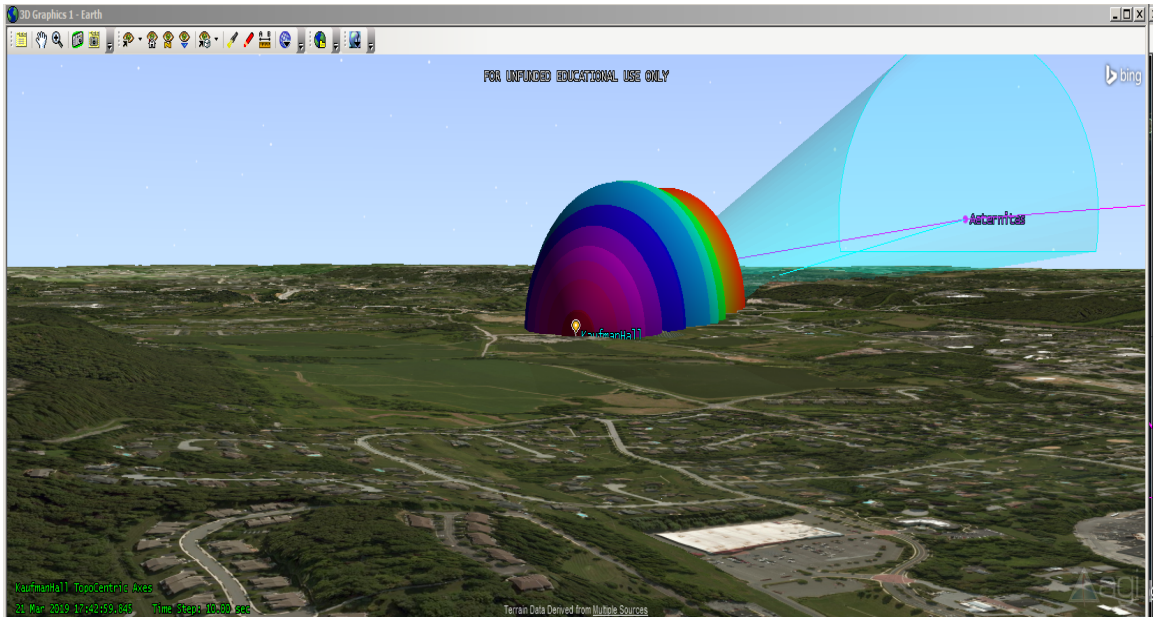 3D Graphics 1 - Earth
FOR UNFUNDED EDUCATIONAL USE ONLY
bing
Aeternitas
KaufmanHall
KaufmanHall TopoCentric Axes
21 Mar 2019 17:42:59.845 Time Step: 10.00 sec
Terrain Data Derived from Multiple Sources
agi